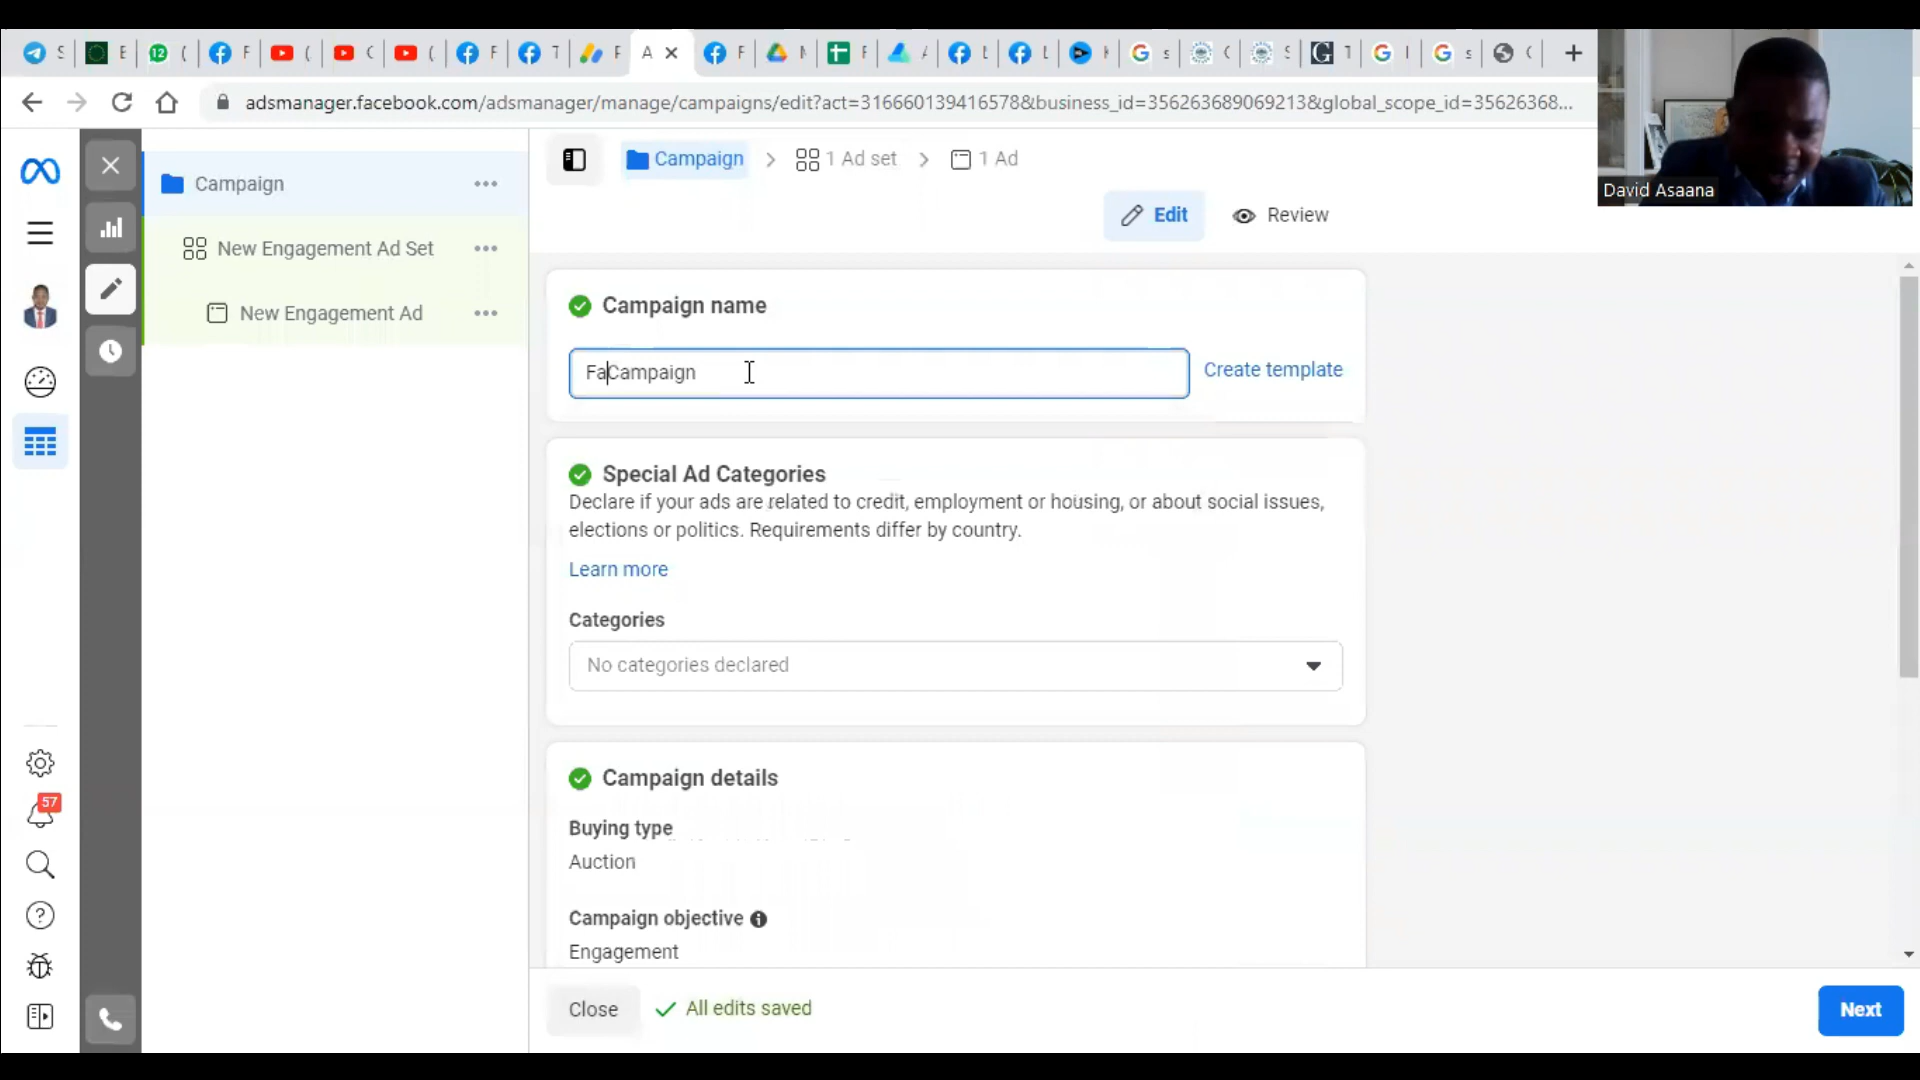 adsmanager.facebook.com/adsmanager/manage/campaigns/edit?act=316660139416578&business_id=356263689069213&global_scope_id=35626368...
David Asaana
Campaign
1 Ad set
1 Ad
Edit
Review
Campaign
New Engagement Ad Set
New Engagement Ad
Campaign name
FaCampaign
Create template
Special Ad Categories
Declare if your ads are related to credit, employment or housing, or about social issues,
elections or politics. Requirements differ by country.
Learn more
Categories
No categories declared
Campaign details
Buying type
Auction
Campaign objective
Engagement
57
Close
All edits saved
Next